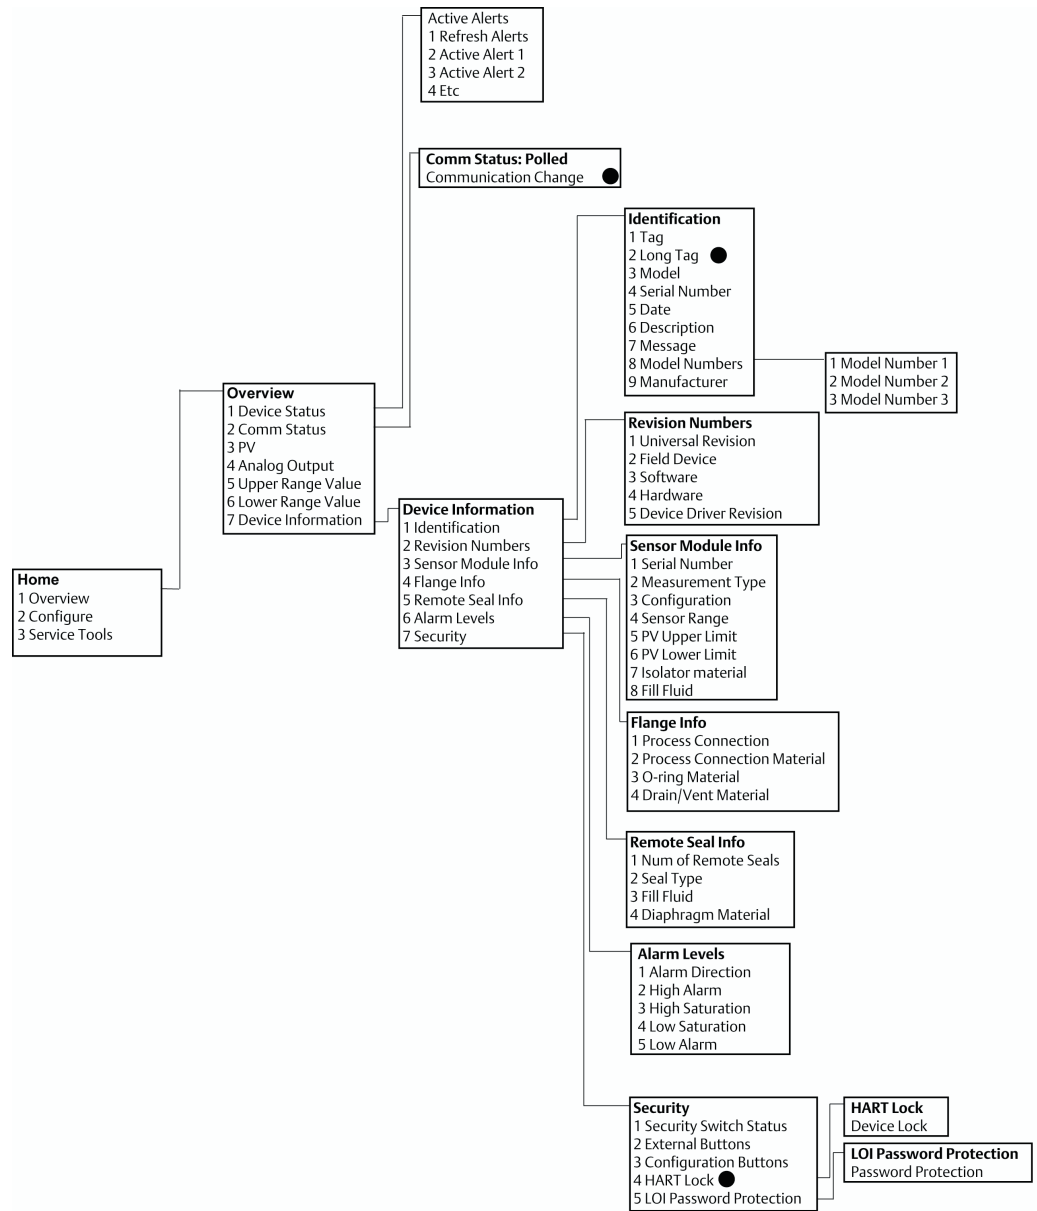 Active Alerts
1 Refresh Alerts
2 Active Alert 1
3 Active Alert 2
4 Etc
Comm Status: Polled
Communication Change
Identification
1 Tag
2 Long Tag
3 Model
4 Serial Number
5 Date
6 Description
7 Message
8 Model Numbers
9 Manufacturer
1 Model Number 1
2 Model Number 2
3 Model Number 3
Overview
1 Device Status
2 Comm Status
3 PV
4 Analog Output
5 Upper Range Value
6 Lower Range Value
7 Device Information
Revision Numbers
1 Universal Revision
2 Field Device
3 Software
4 Hardware
5 Device Driver Revision
Device Information
1 Identification
2 Revision Numbers
3 Sensor Module Info
4 Flange Info
5 Remote Seal Info
6 Alarm Levels
7 Security
Home
1 Overview
2 Configure
3 Service Tools
Sensor Module Info
1 Serial Number
2 Measurement Type
3 Configuration
4 Sensor Range
5 PV Upper Limit
6 PV Lower Limit
7 Isolator material
8 Fill Fluid
Flange Info
1 Process Connection
2 Process Connection Material
3 O-ring Material
4 Drain/Vent Material
Remote Seal Info
1 Num of Remote Seals
2 Seal Type
3 Fill Fluid
4 Diaphragm Material
Alarm Levels
1 Alarm Direction
2 High Alarm
3 High Saturation
4 Low Saturation
5 Low Alarm
Security
1 Security Switch Status
2 External Buttons
3 Configuration Buttons
4 HART Lock
5 LOI Password Protection
HART Lock
Device Lock
LOI Password Protection
Password Protection